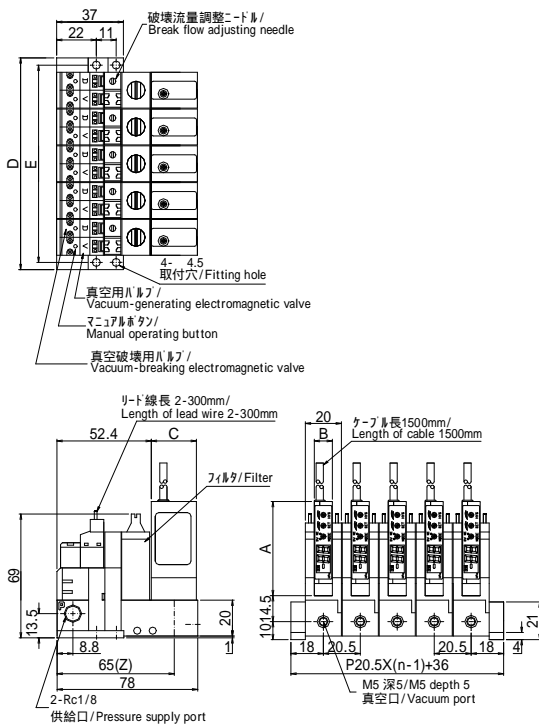 37
22
11
破壊流量調整ニードル/
Break flow adjusting needle
D
E
4- 4.5
取付穴/Fitting hole
真空用バルブ/
Vacuum-generating electromagnetic valve
マニュアルボタン/
Manual operating button
真空破壊用バルブ/
Vacuum-breaking electromagnetic valve
リード線長 2-300mm/
Length of lead wire 2-300mm
52.4
C
フィルタ/Filter
69
13.5
8.8
20
1
65(Z)
78
2-Rc1/8
供給口/Pressure supply port
20
B
ケーブル長1500mm/
Length of cable 1500mm
A
14.5
10
21
18
20.5
20.5
18
4
P20.5X(n-1)+36
M5 深5/M5 depth 5
真空口/Vacuum port